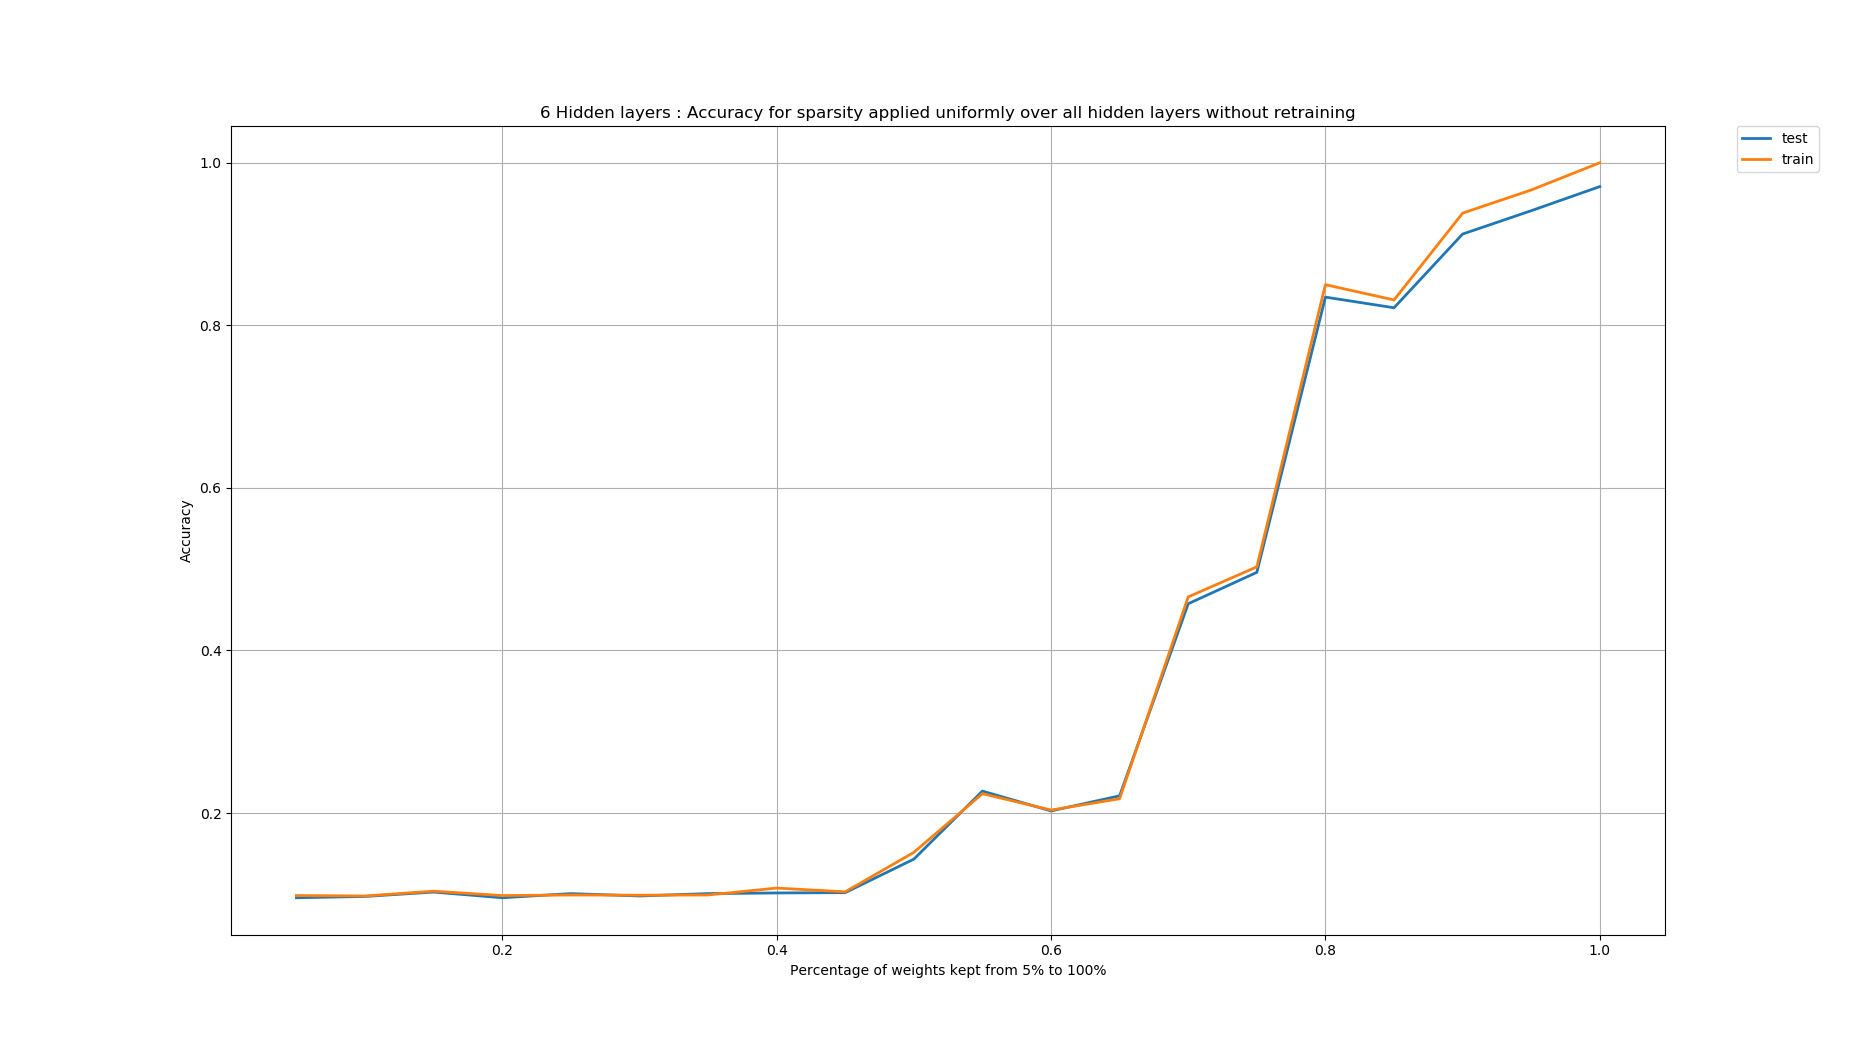 6 Hidden layers : Accuracy for sparsity applied uniformly over all hidden layers without retraining
test
train
1.0
0.8
0.6
0.4
0.2
Accuracy
0.2 0.4 0.6 0.8 1.0
Percentage of weights kept from 5% to 100%